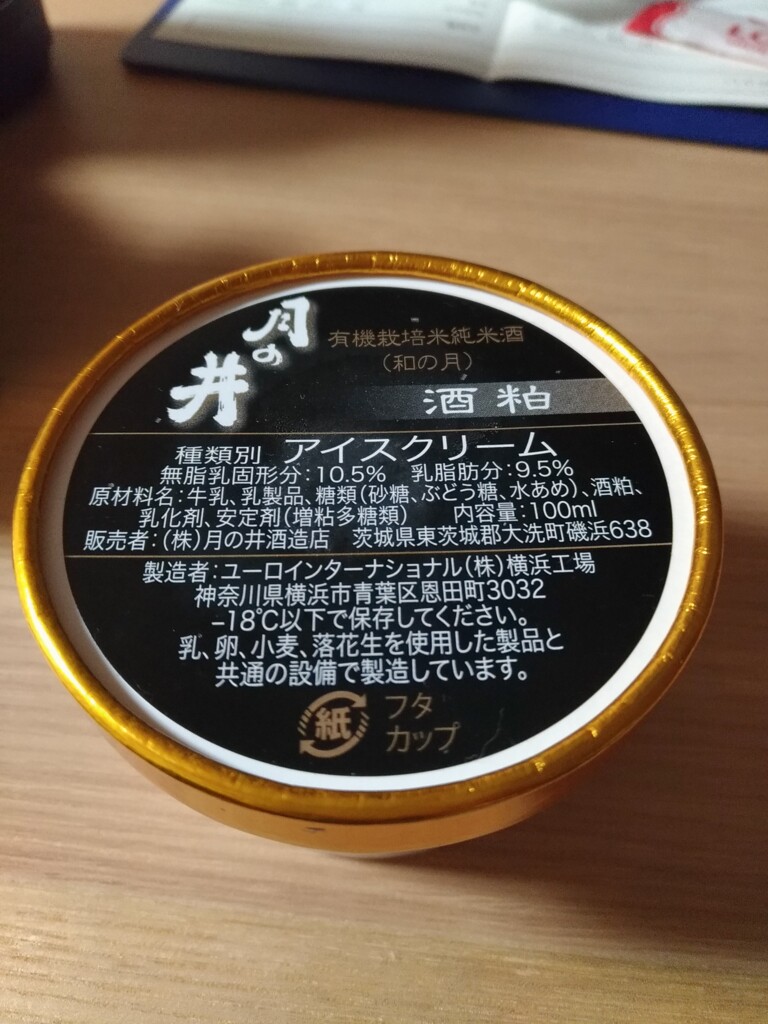 月の井
有機栽培米純米酒
(和の月)
酒粕
種類別 アイスクリーム
無脂乳固形分:10.5% 乳脂肪分:9.5%
原材料名:牛乳、乳製品、糖類(砂糖、ぶどう糖、水あめ)、酒粕、
乳化剤、安定剤(増粘多糖類) 内容量:100ml
販売者:(株)月の井酒造店 茨城県東茨城郡大洗町磯浜638
製造者:ユーロインターナショナル(株)横浜工場
神奈川県横浜市青葉区恩田町3032
−18℃以下で保存してください。
乳、卵、小麦、落花生を使用した製品と
共通の設備で製造しています。
紙
フタ
カップ